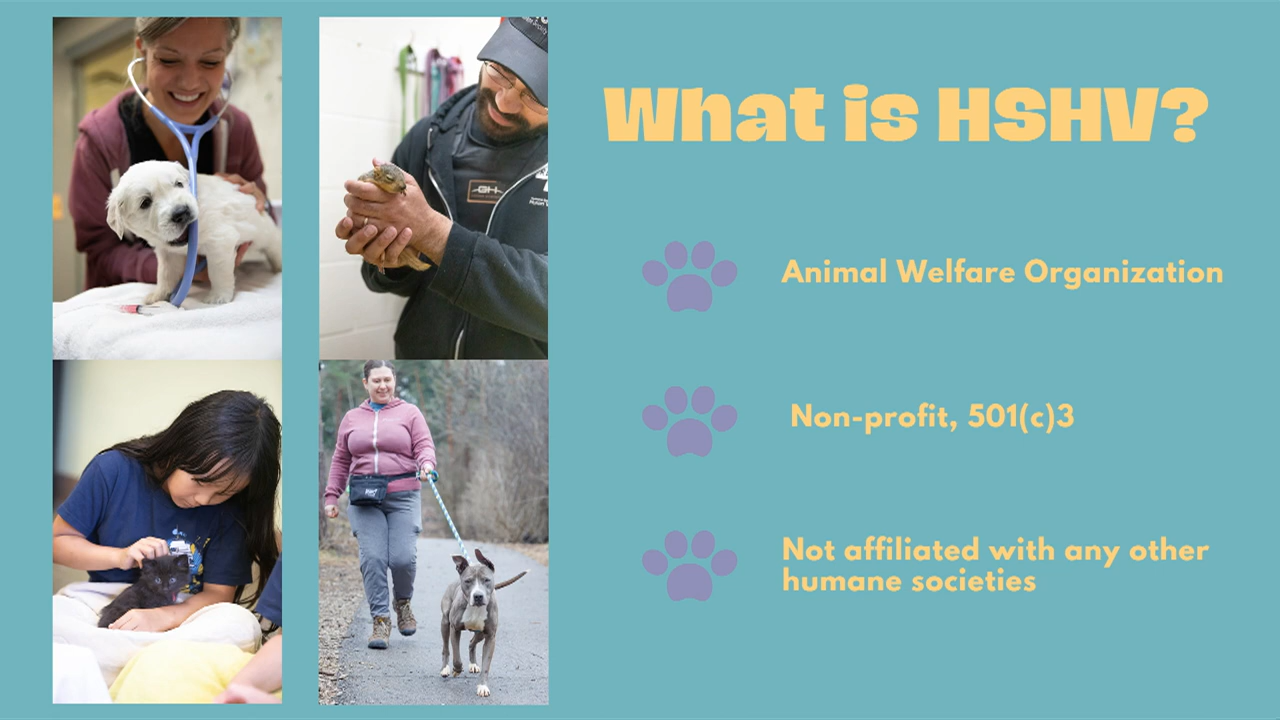 What is HSHV?
Animal Welfare Organization
Non-profit, 501(c)3
Not affiliated with any other
humane societies